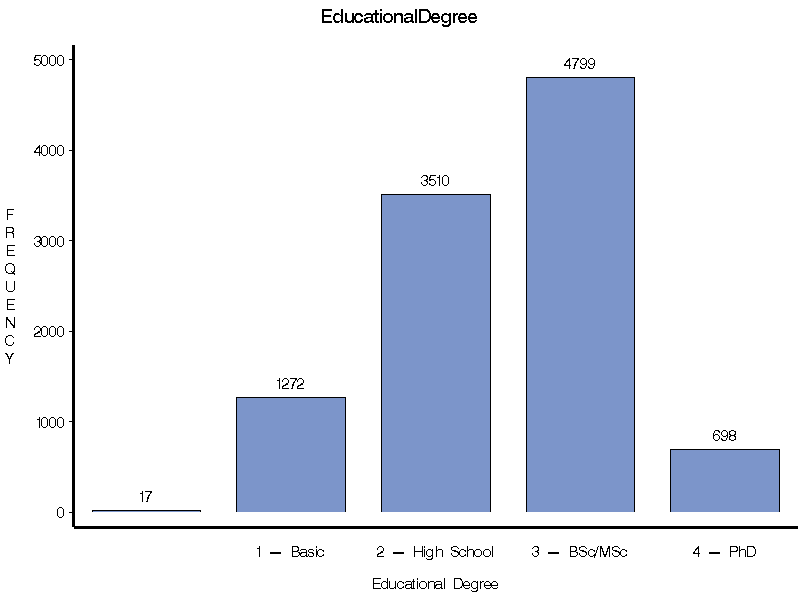 EducationalDegree
5000
4000
3000
2000
1000
0
FREQUENCY
17
1272
3510
4799
698
1 – Basic
2 – High School
3 – BSc/MSc
4 – PhD
Educational Degree